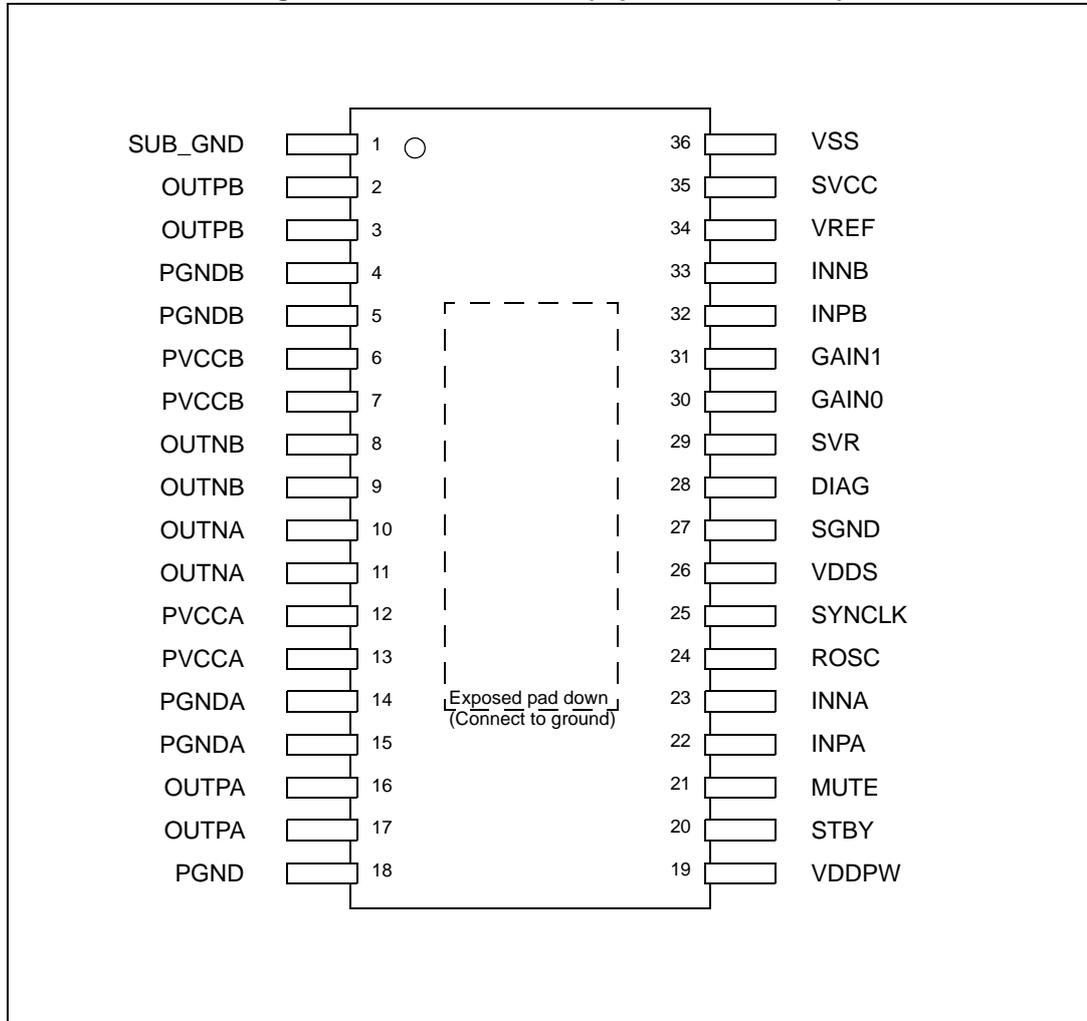 SUB_GND 1 36 VSS
OUTPB 2 35 SVCC
OUTPB 3 34 VREF
PGNDB 4 33 INNB
PGNDB 5 32 INPB
PVCCB 6 31 GAIN1
PVCCB 7 30 GAIN0
OUTNB 8 29 SVR
OUTNB 9 28 DIAG
OUTNA 10 27 SGND
OUTNA 11 26 VDDS
PVCCA 12 25 SYNCLK
PVCCA 13 24 ROSC
PGNDA 14 23 INNA
PGNDA 15 22 INPA
OUTPA 16 21 MUTE
OUTPA 17 20 STBY
PGND 18 19 VDDPW
Exposed pad down
(Connect to ground)